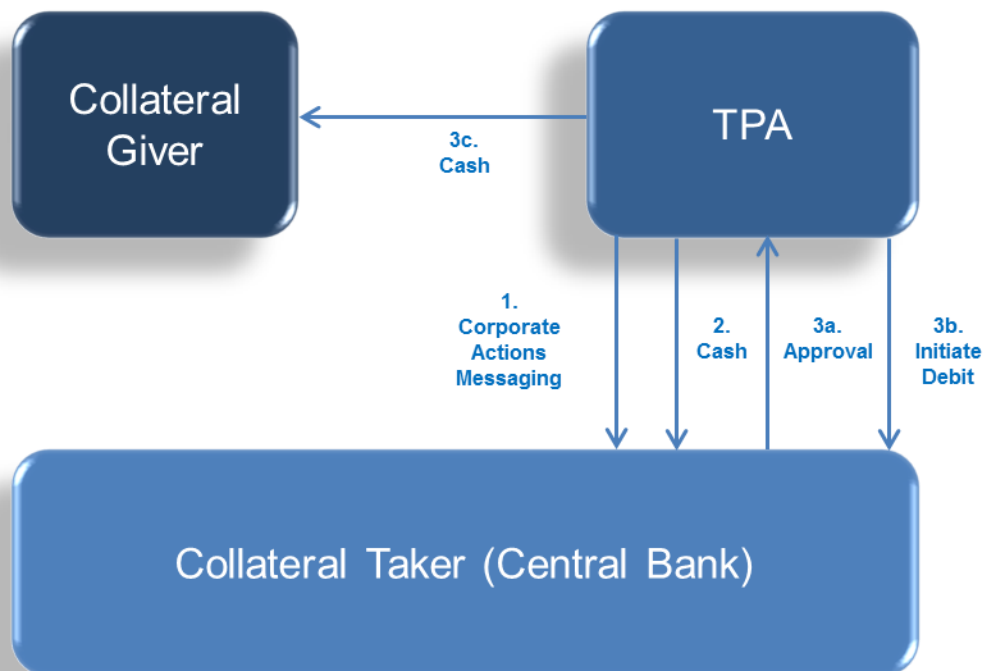 Collateral
Giver
TPA
3c.
Cash
1.
Corporate
Actions
Messaging
2.
Cash
3a.
Approval
3b.
Initiate
Debit
Collateral Taker (Central Bank)